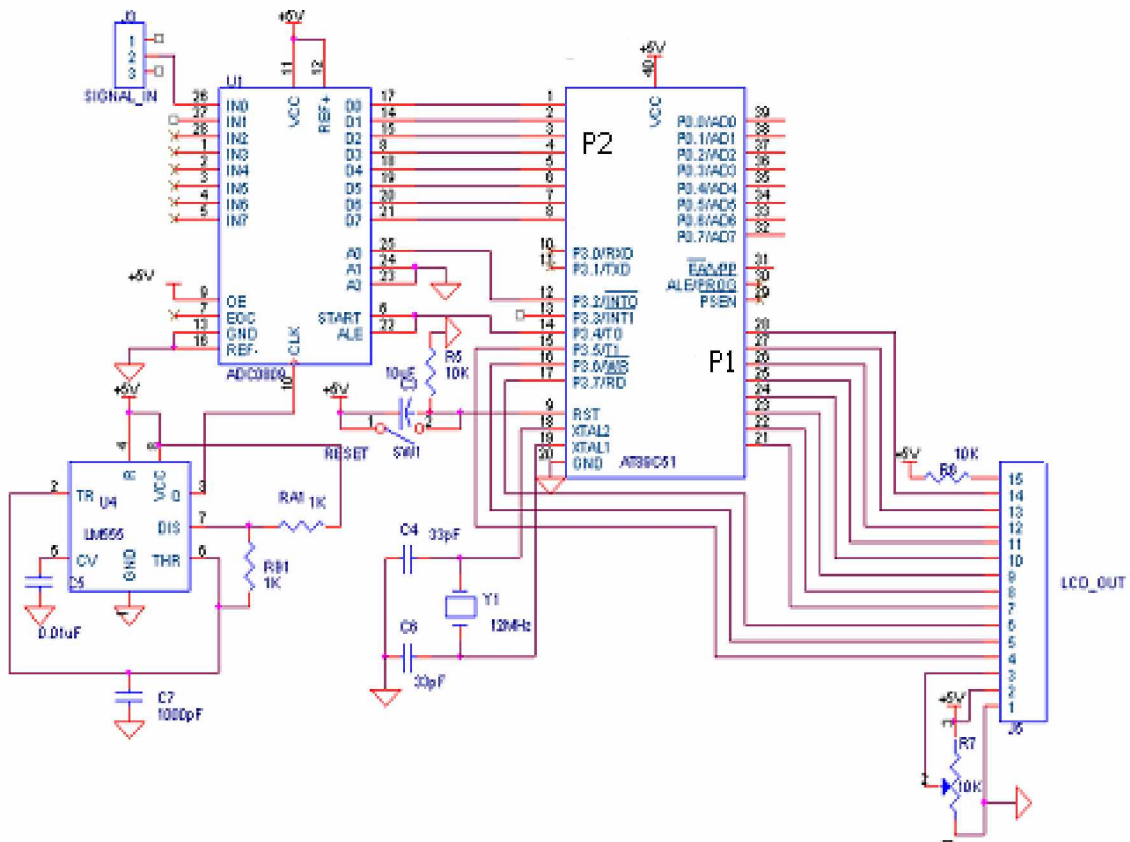 J3
1
2
3
SIGNAL_IN
+5V
11
12
VCC
REF+
U1
26
27
28
1
2
3
4
5
IN0
IN1
IN2
IN3
IN4
IN5
IN6
IN7
D0
D1
D2
D3
D4
D5
D6
D7
17
14
15
8
18
19
20
21
A0
A1
A2
25
24
23
+5V
9
7
13
16
OE
EOC
GND
REF-
START
ALE
6
22
CLK
10
ADC0809
+5V
40
VCC
1
2
3
4
5
6
7
8
P2
P0.0/AD0
P0.1/AD1
P0.2/AD2
P0.3/AD3
P0.4/AD4
P0.5/AD5
P0.6/AD6
P0.7/AD7
39
38
37
36
35
34
33
32
10
11
P3.0/RXD
P3.1/TXD
EA/VPP
ALE/PROG
PSEN
31
30
29
12
13
14
15
16
17
P3.2/INT0
P3.3/INT1
P3.4/T0
P3.5/T1
P3.6/WR
P3.7/RD
P1
28
27
26
25
24
23
22
21
9
18
19
20
RST
XTAL2
XTAL1
GND
AT89C51
R5
10K
10uF
C3
+5V
1
2
RESET
SW1
+5V
4
8
R
VCC
2
TR
U4
Q
3
LM555
DIS
7
5
CV
GND
THR
6
1
RA1
1K
RB1
1K
C5
0.01uF
C7
1000pF
C4
33pF
Y1
12MHz
C6
33pF
+5V
10K
R8
15
14
13
12
11
10
9
8
7
6
5
4
3
2
1
LCD_OUT
J5
+5V
R7
2
10K